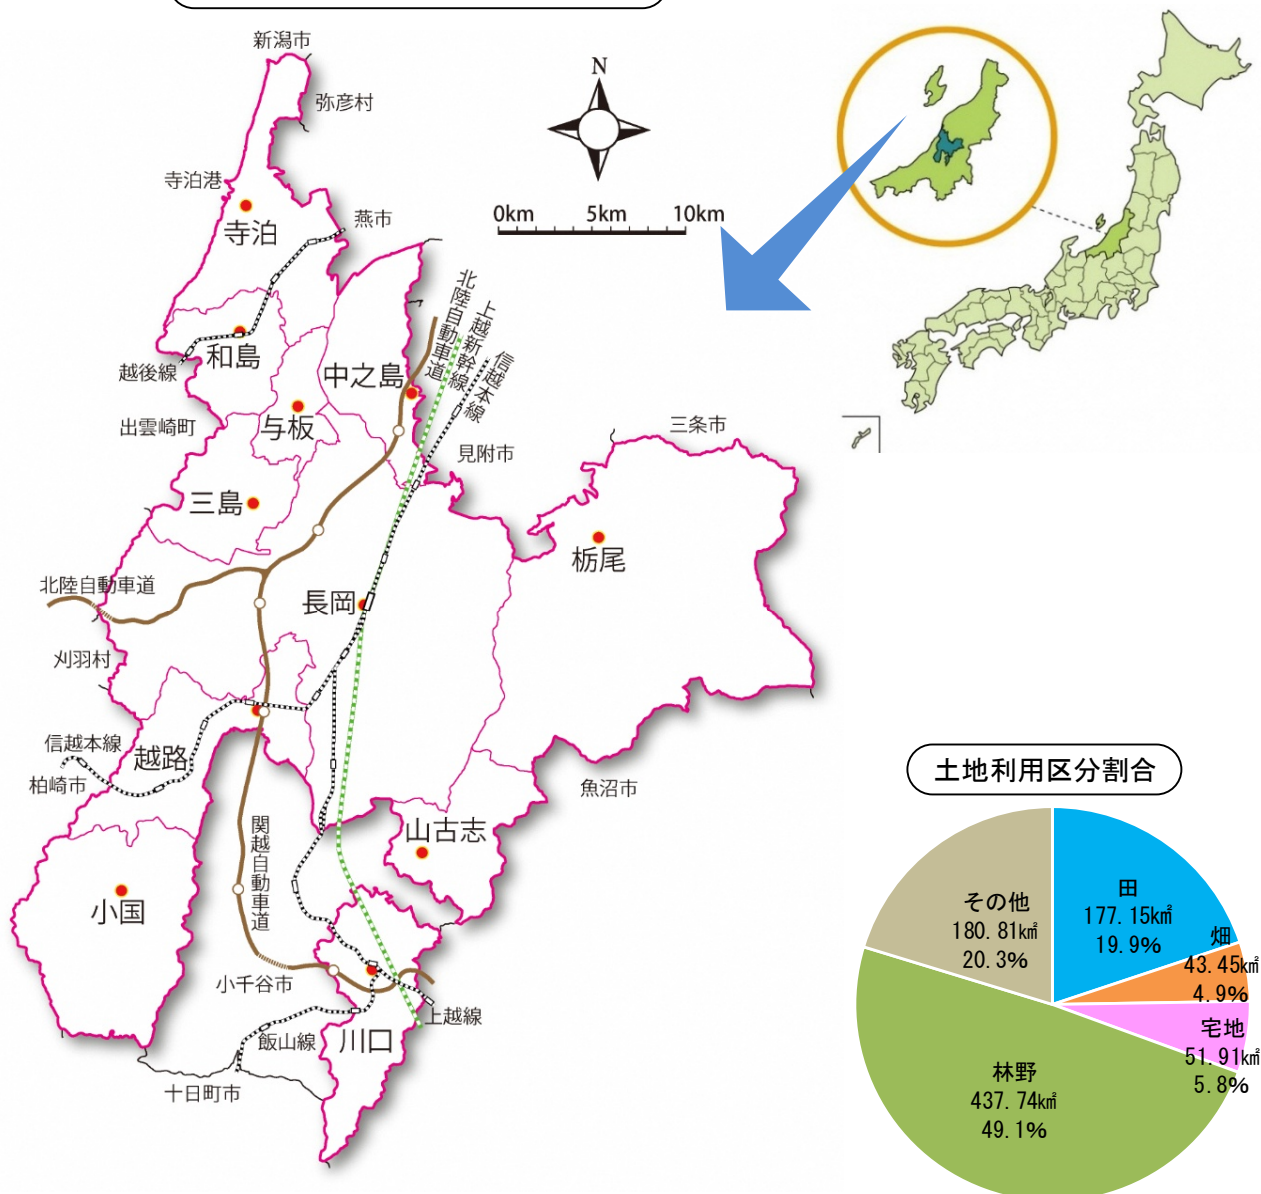 新潟市
弥彦村
寺泊港
寺泊
燕市
N
0km 5km 10km
北陸自動車道
上越新幹線
信越本線
和島
越後線
中之島
出雲崎町
与板
見附市
三条市
三島
栃尾
北陸自動車道
長岡
刈羽村
信越本線
越路
柏崎市
魚沼市
関越自動車道
山古志
小国
小千谷市
上越線
飯山線
川口
十日町市
土地利用区分割合
田
177.15㎢
19.9%
畑
43.45㎢
4.9%
宅地
51.91㎢
5.8%
林野
437.74㎢
49.1%
その他
180.81㎢
20.3%